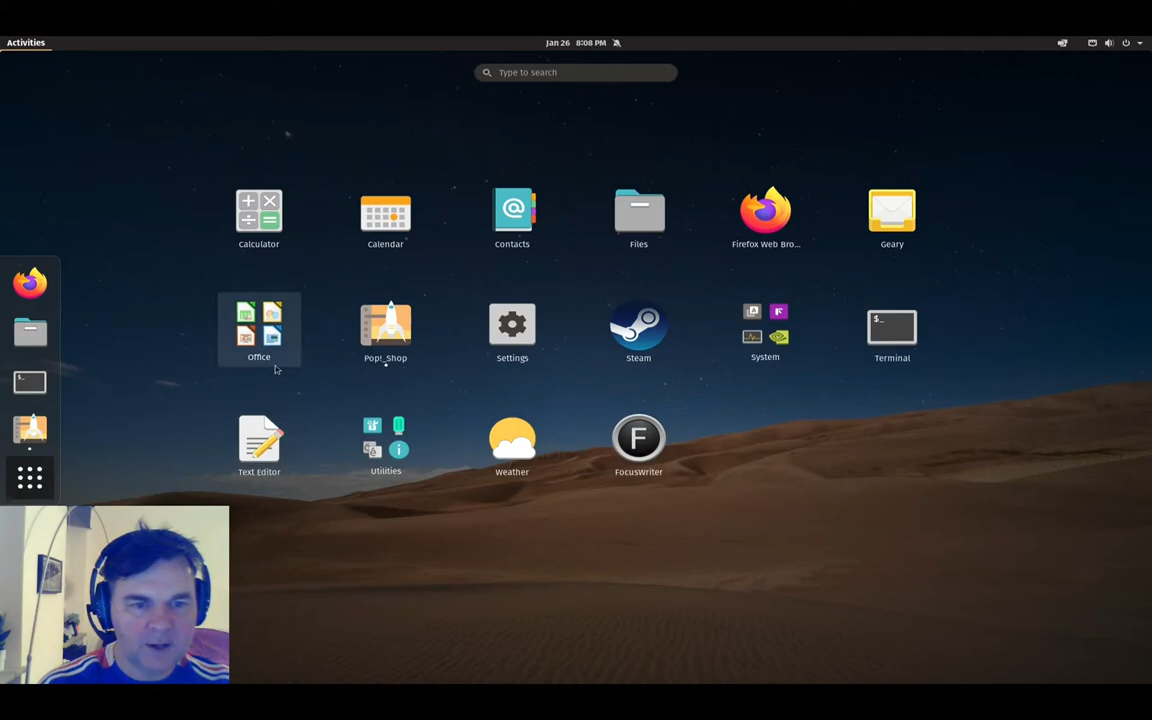 Activities
Jan 26 8:08 PM
Type to search
Calculator
Calendar
Contacts
Files
Firefox Web Bro...
Geary
Office
Pop!_Shop
Settings
Steam
System
Terminal
Text Editor
Utilities
Weather
FocusWriter